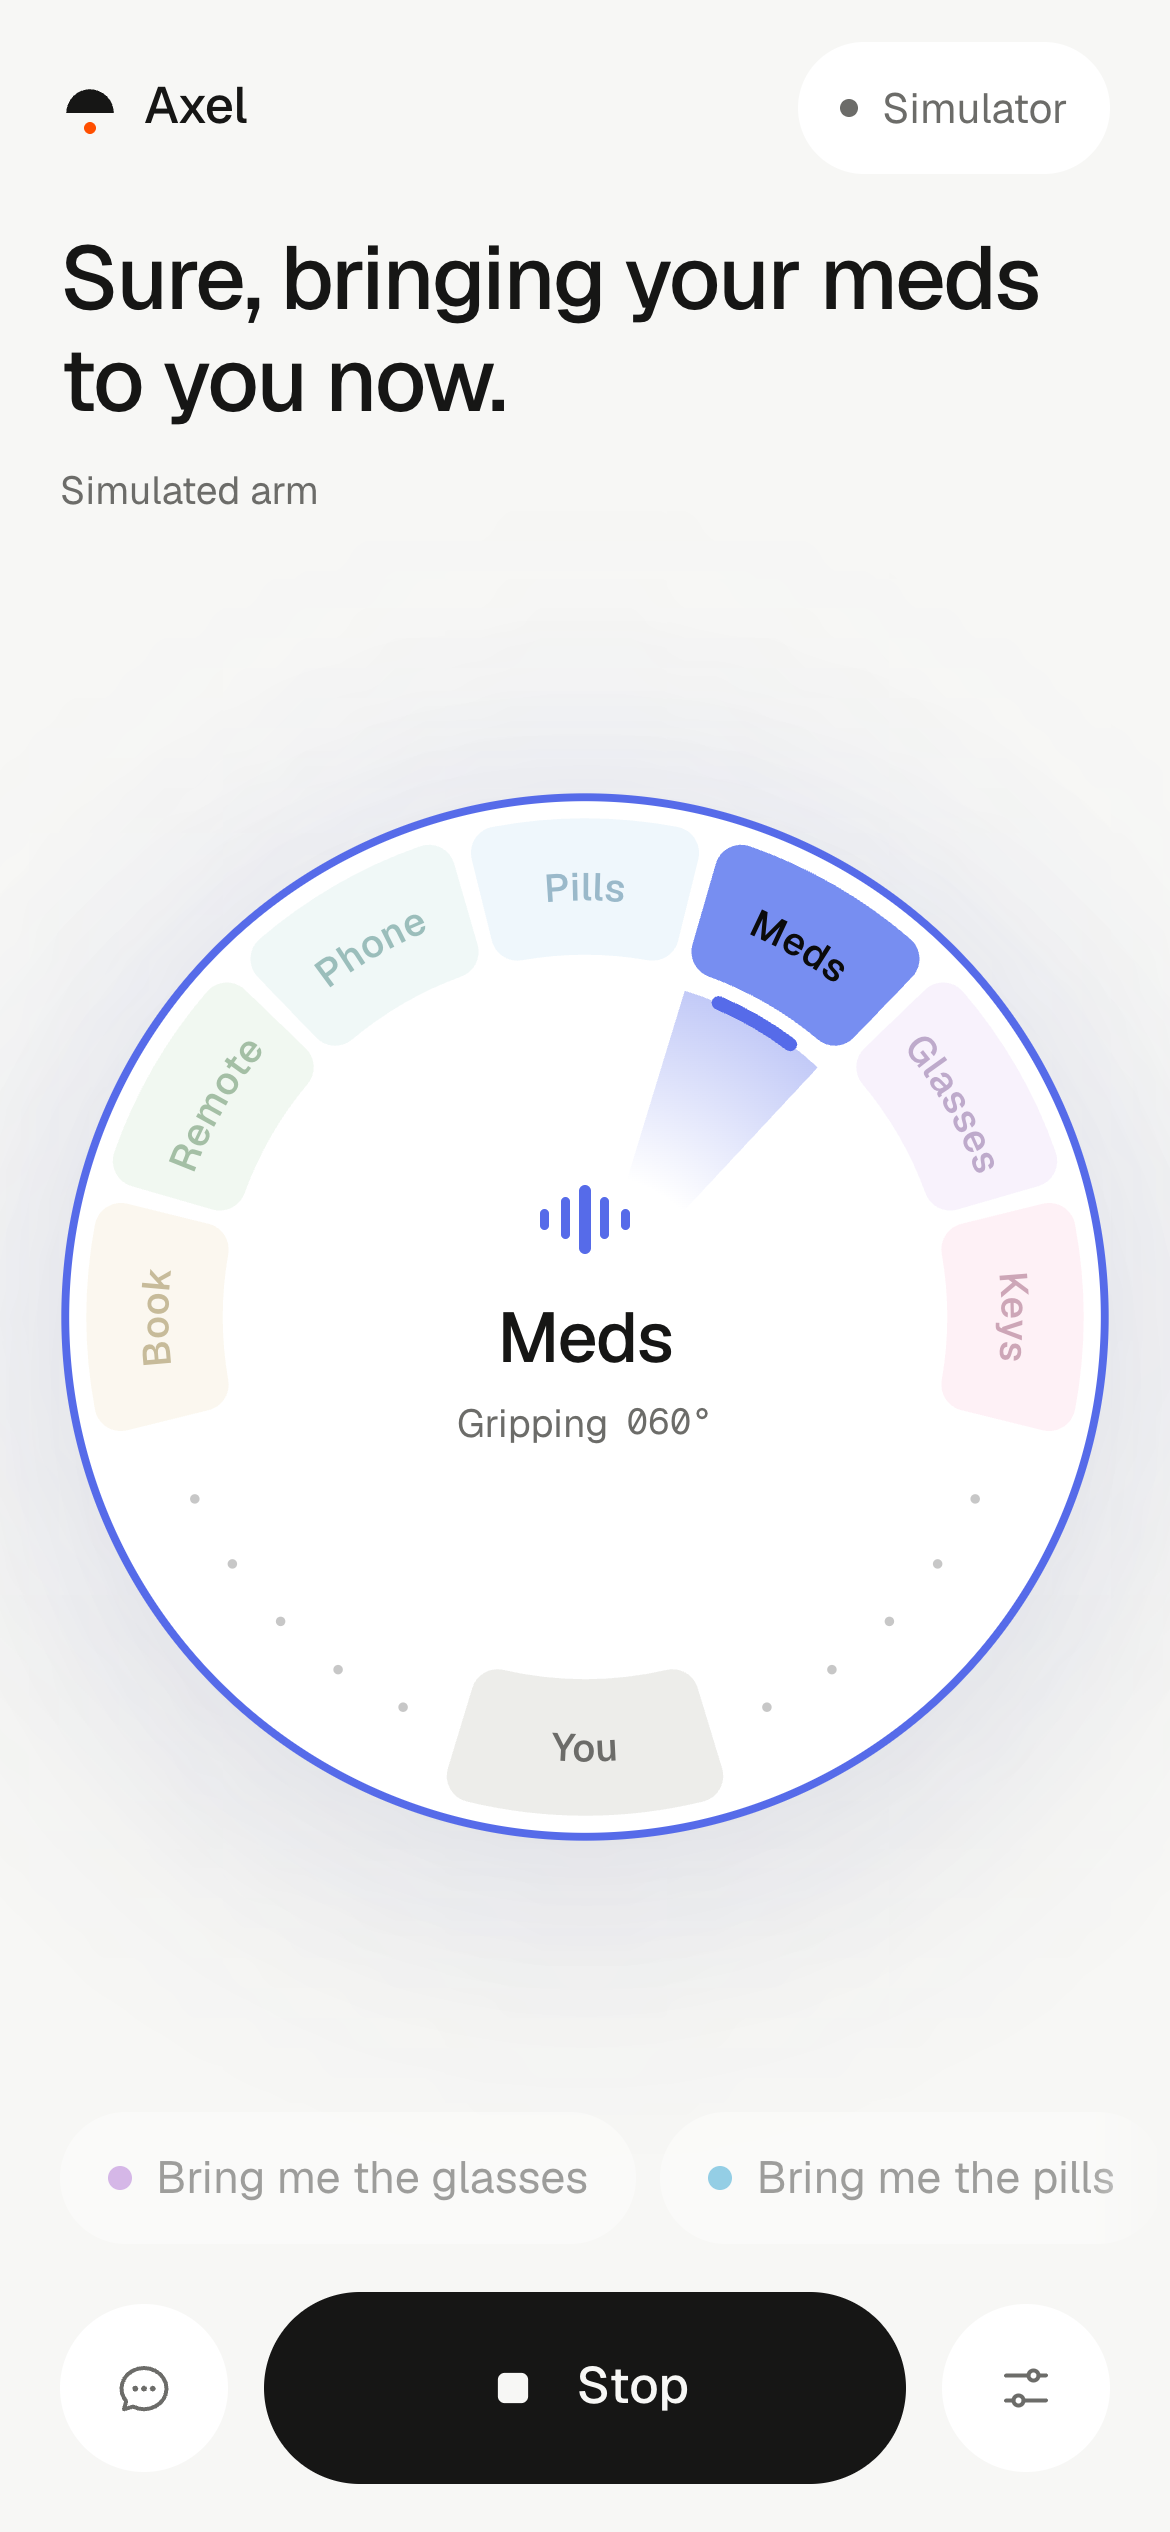 Axel
Simulator
Sure, bringing your meds
to you now.
Simulated arm
Pills
Phone
Meds
Remote
Glasses
Book
Keys
Meds
Gripping 060°
You
Bring me the glasses
Bring me the pills
Stop